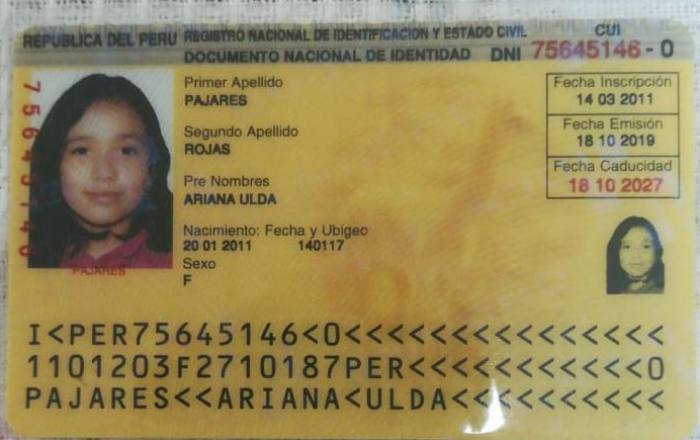 REPUBLICA DEL PERU REGISTRO NACIONAL DE IDENTIFICACION Y ESTADO CIVIL CUI
DOCUMENTO NACIONAL DE IDENTIDAD DNI 75645146 - 0
75645146
Primer Apellido
PAJARES
Segundo Apellido
ROJAS
Pre Nombres
ARIANA ULDA
Nacimiento: Fecha y Ubigeo
20 01 2011 140117
Sexo
F
PAJARES
Fecha Inscripción
14 03 2011
Fecha Emisión
18 10 2019
Fecha Caducidad
18 10 2027
I<PER75645146<0<<<<<<<<<<<<<<<
1101203F2710187PER<<<<<<<<<<<0
PAJARES<<ARIANA<ULDA<<<<<<<<<<